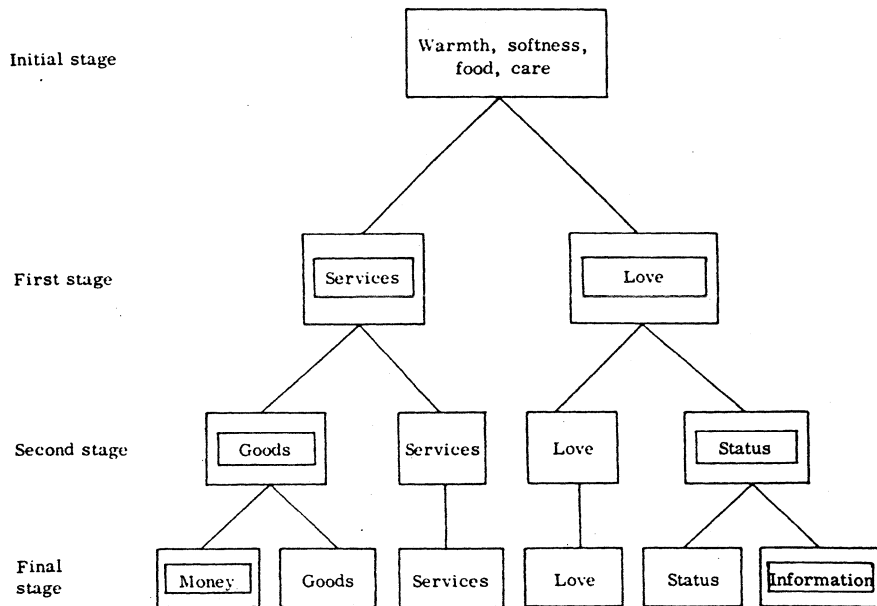 Initial stage
Warmth, softness,
food, care
First stage
Services
Love
Second stage
Goods
Services
Love
Status
Final
stage
Money
Goods
Services
Love
Status
Information